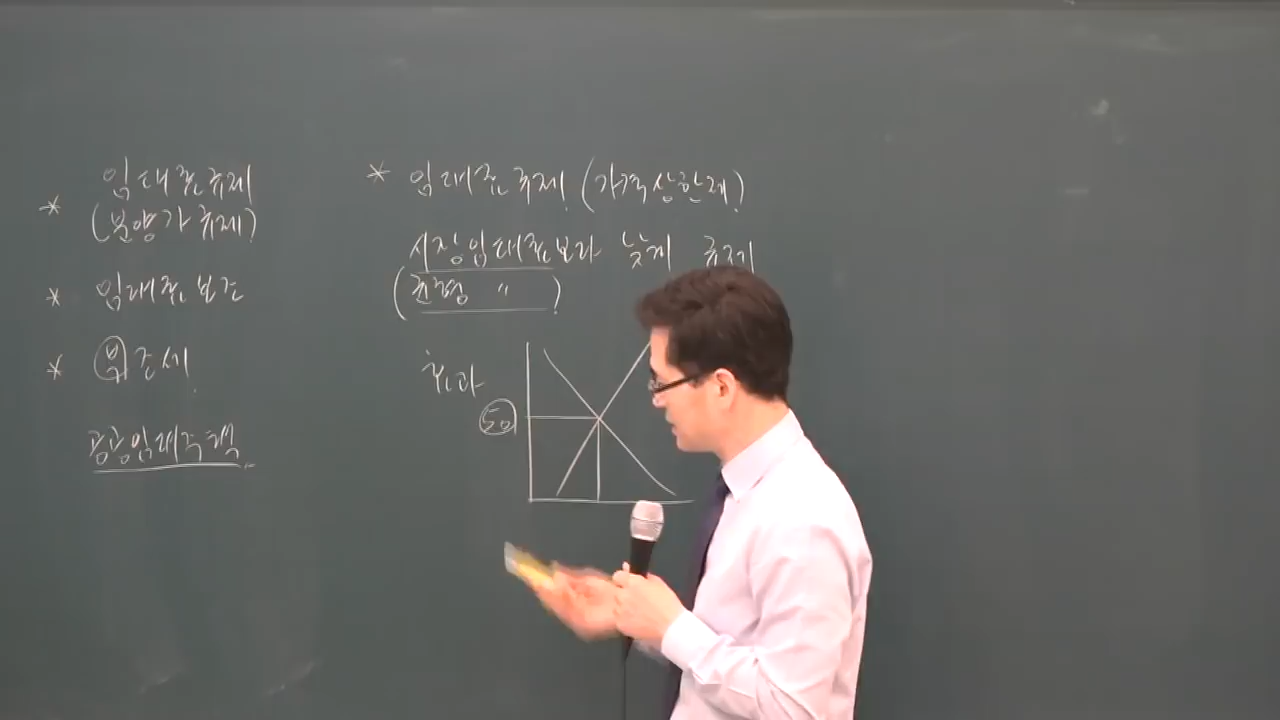 * 임대료규제
(분양가규제)
* 임대료보조
* 부조세
공공임대주택
* 임대료규제 (가격상한제)
시장임대료보다 낮게 규제
(균형 〃)
효과
50